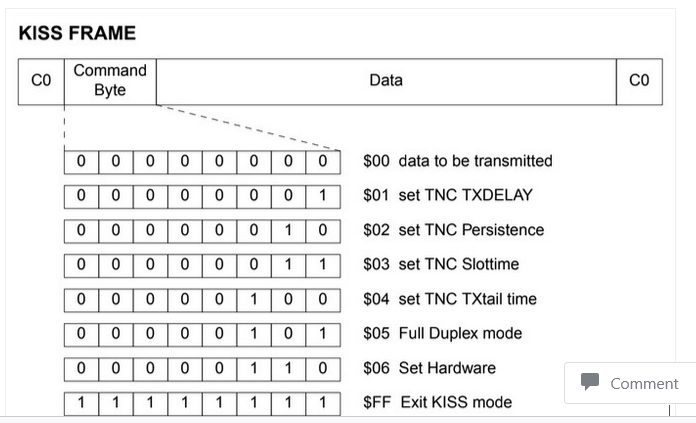 KISS FRAME
C0 Command Byte Data C0
0 0 0 0 0 0 0 0 $00 data to be transmitted
0 0 0 0 0 0 0 1 $01 set TNC TXDELAY
0 0 0 0 0 0 1 0 $02 set TNC Persistence
0 0 0 0 0 0 1 1 $03 set TNC Slottime
0 0 0 0 0 1 0 0 $04 set TNC TXtail time
0 0 0 0 0 1 0 1 $05 Full Duplex mode
0 0 0 0 0 1 1 0 $06 Set Hardware
1 1 1 1 1 1 1 1 $FF Exit KISS mode
Comment